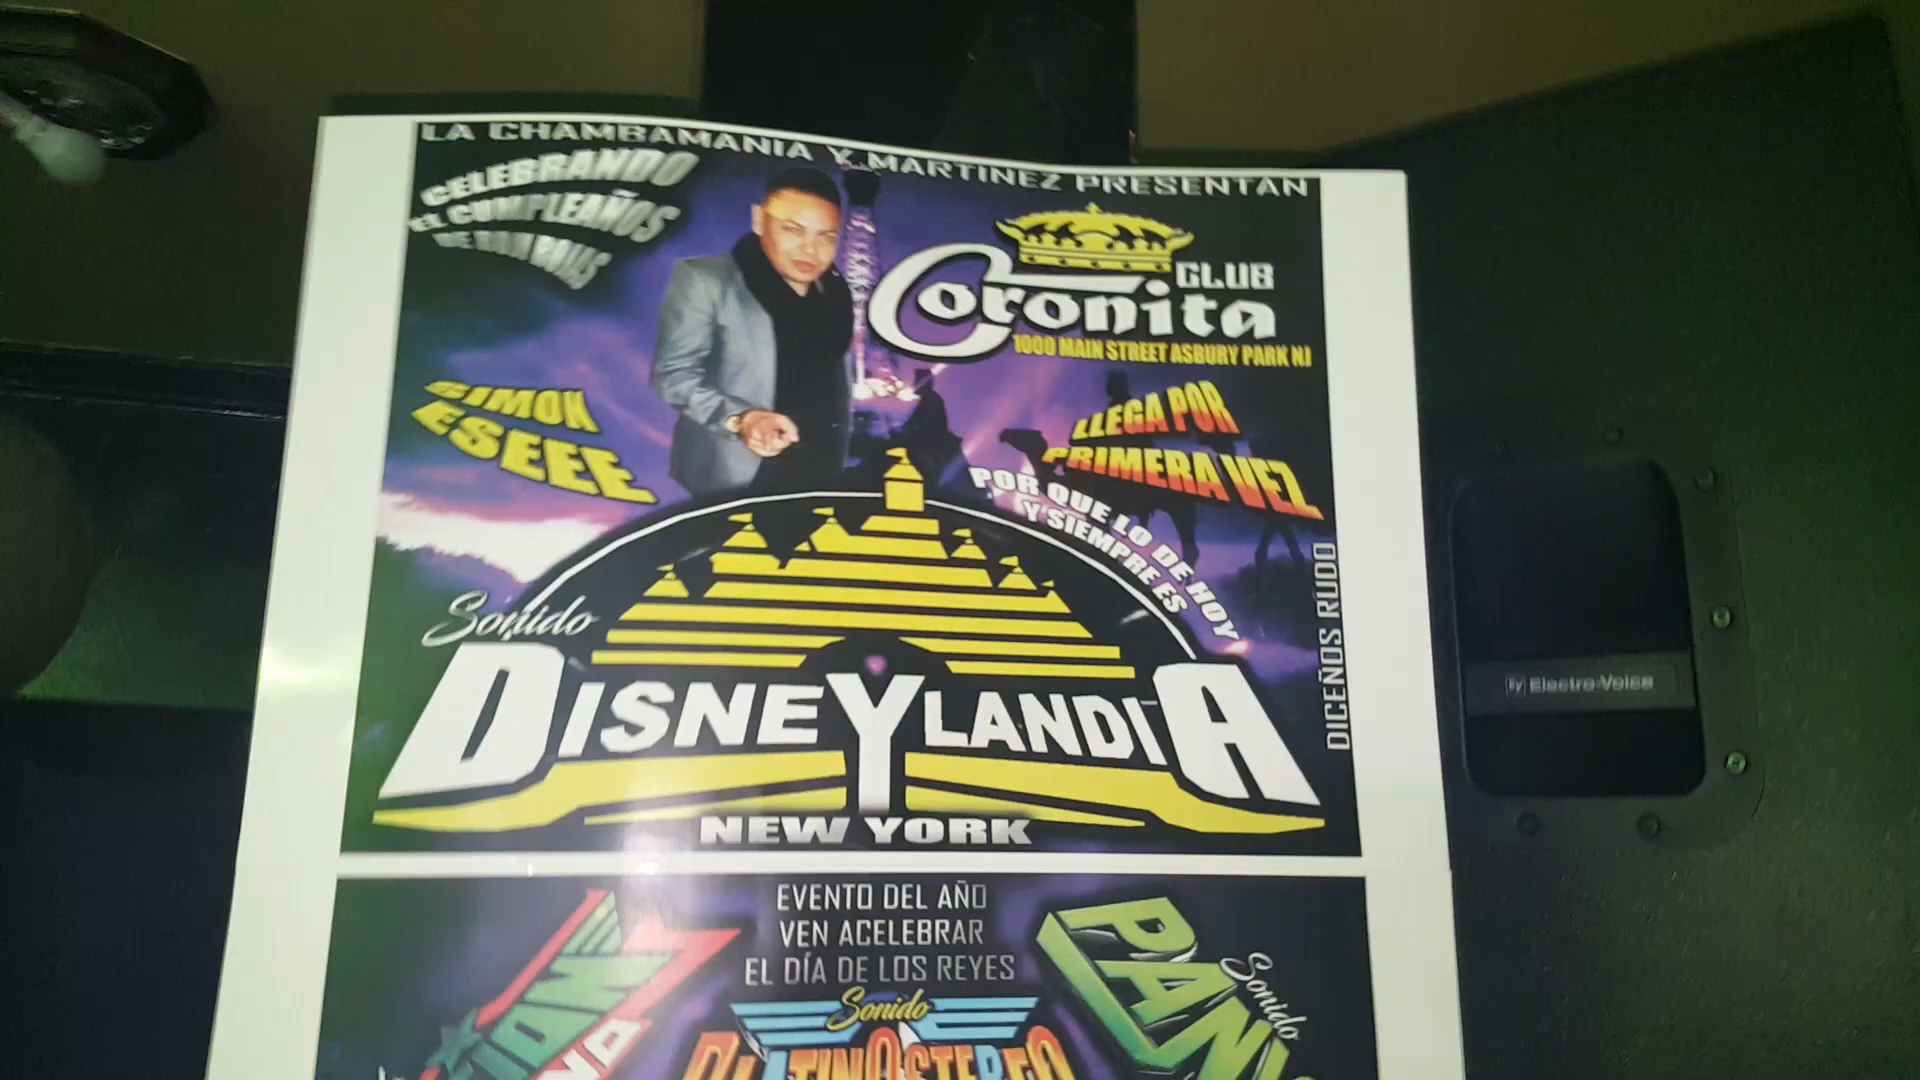 LA CHAMBAMANIA Y MARTINEZ PRESENTAN
CELEBRANDO
EL CUMPLEAÑOS
DE
CLUB
Coronita
1000 MAIN STREET ASBURY PARK NJ
SIMON
ESEEE
LLEGA POR
PRIMERA VEZ
POR QUE LO DE HOY
Y SIEMPRE ES
Sonido
DISNEYLANDIA
NEW YORK
DICEÑOS RUDO
Electro-Voice
EVENTO DEL AÑO
VEN ACELEBRAR
EL DÍA DE LOS REYES
Sonido
Sonido